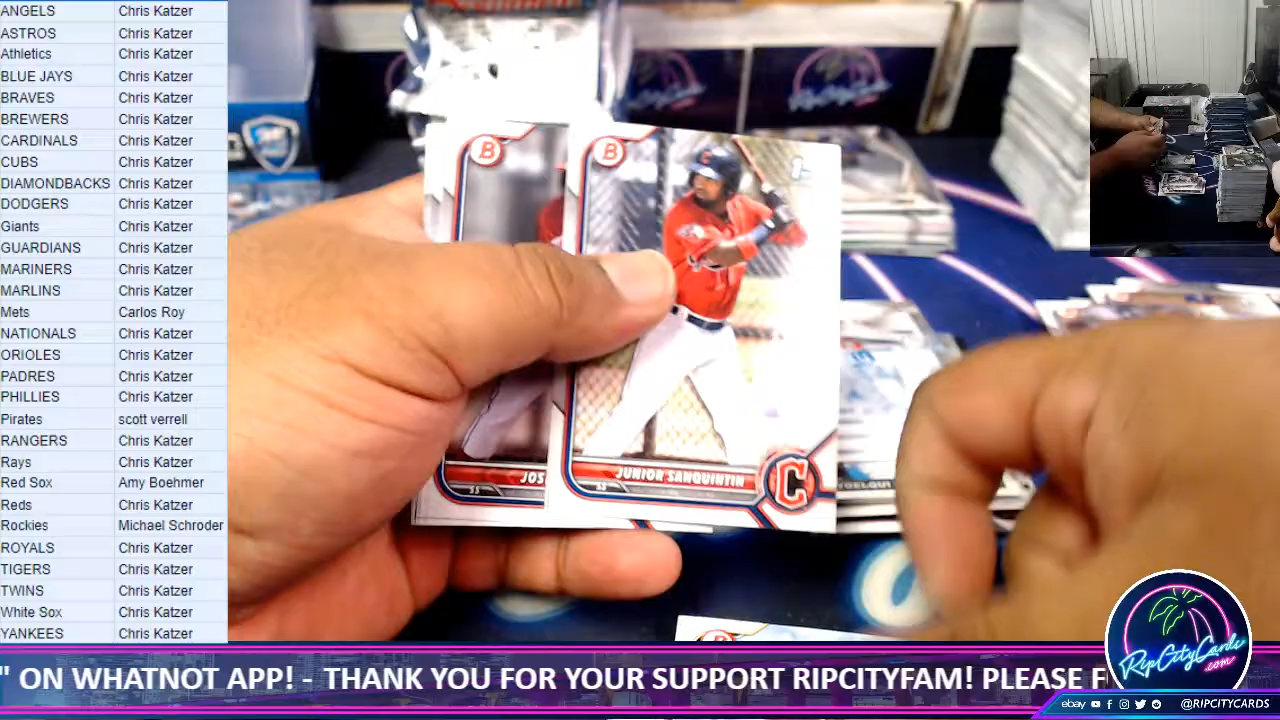 ANGELS Chris Katzer
ASTROS Chris Katzer
Athletics Chris Katzer
BLUE JAYS Chris Katzer
BRAVES Chris Katzer
BREWERS Chris Katzer
CARDINALS Chris Katzer
CUBS Chris Katzer
DIAMONDBACKS Chris Katzer
DODGERS Chris Katzer
Giants Chris Katzer
GUARDIANS Chris Katzer
MARINERS Chris Katzer
MARLINS Chris Katzer
Mets Carlos Roy
NATIONALS Chris Katzer
ORIOLES Chris Katzer
PADRES Chris Katzer
PHILLIES Chris Katzer
Pirates scott verrell
RANGERS Chris Katzer
Rays Chris Katzer
Red Sox Amy Boehmer
Reds Chris Katzer
Rockies Michael Schroder
ROYALS Chris Katzer
TIGERS Chris Katzer
TWINS Chris Katzer
White Sox Chris Katzer
YANKEES Chris Katzer
B
B
C
JOS
SS
JUNIOR SANQUINTIN
C
RipCityCards
.com
" ON WHATNOT APP! - THANK YOU FOR YOUR SUPPORT RIPCITYFAM! PLEASE F
ebay @RIPCITYCARDS